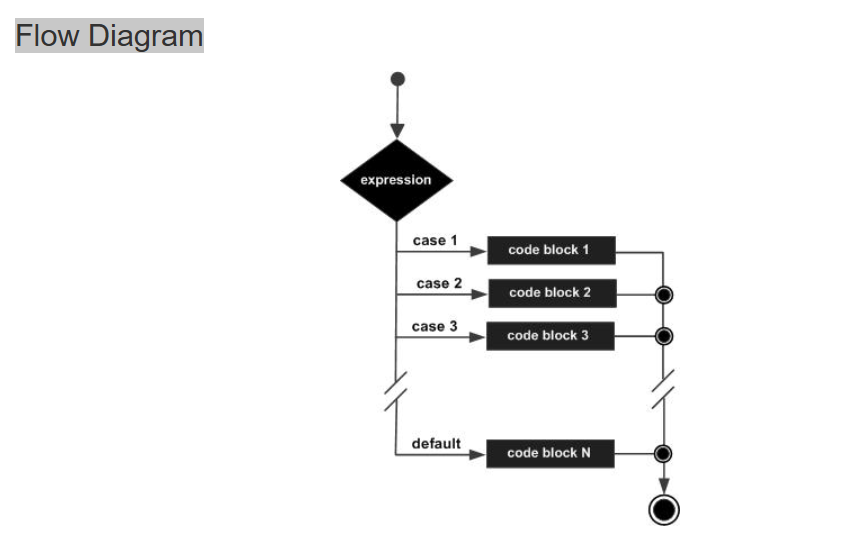 Flow Diagram
expression
case 1
code block 1
case 2
code block 2
case 3
code block 3
default
code block N